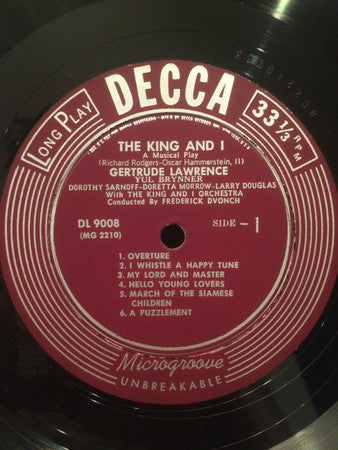 DECCA
LONG PLAY
33 1/3 RPM
THE KING AND I
A Musical Play
(Richard Rodgers-Oscar Hammerstein, II)
GERTRUDE LAWRENCE
YUL BRYNNER
DOROTHY SARNOFF-DORETTA MORROW-LARRY DOUGLAS
With THE KING AND I ORCHESTRA
Conducted By FREDERICK DVONCH
DL 9008
(MG 2210)
SIDE - 1
1. OVERTURE
2. I WHISTLE A HAPPY TUNE
3. MY LORD AND MASTER
4. HELLO YOUNG LOVERS
5. MARCH OF THE SIAMESE
CHILDREN
6. A PUZZLEMENT
Microgroove
UNBREAKABLE